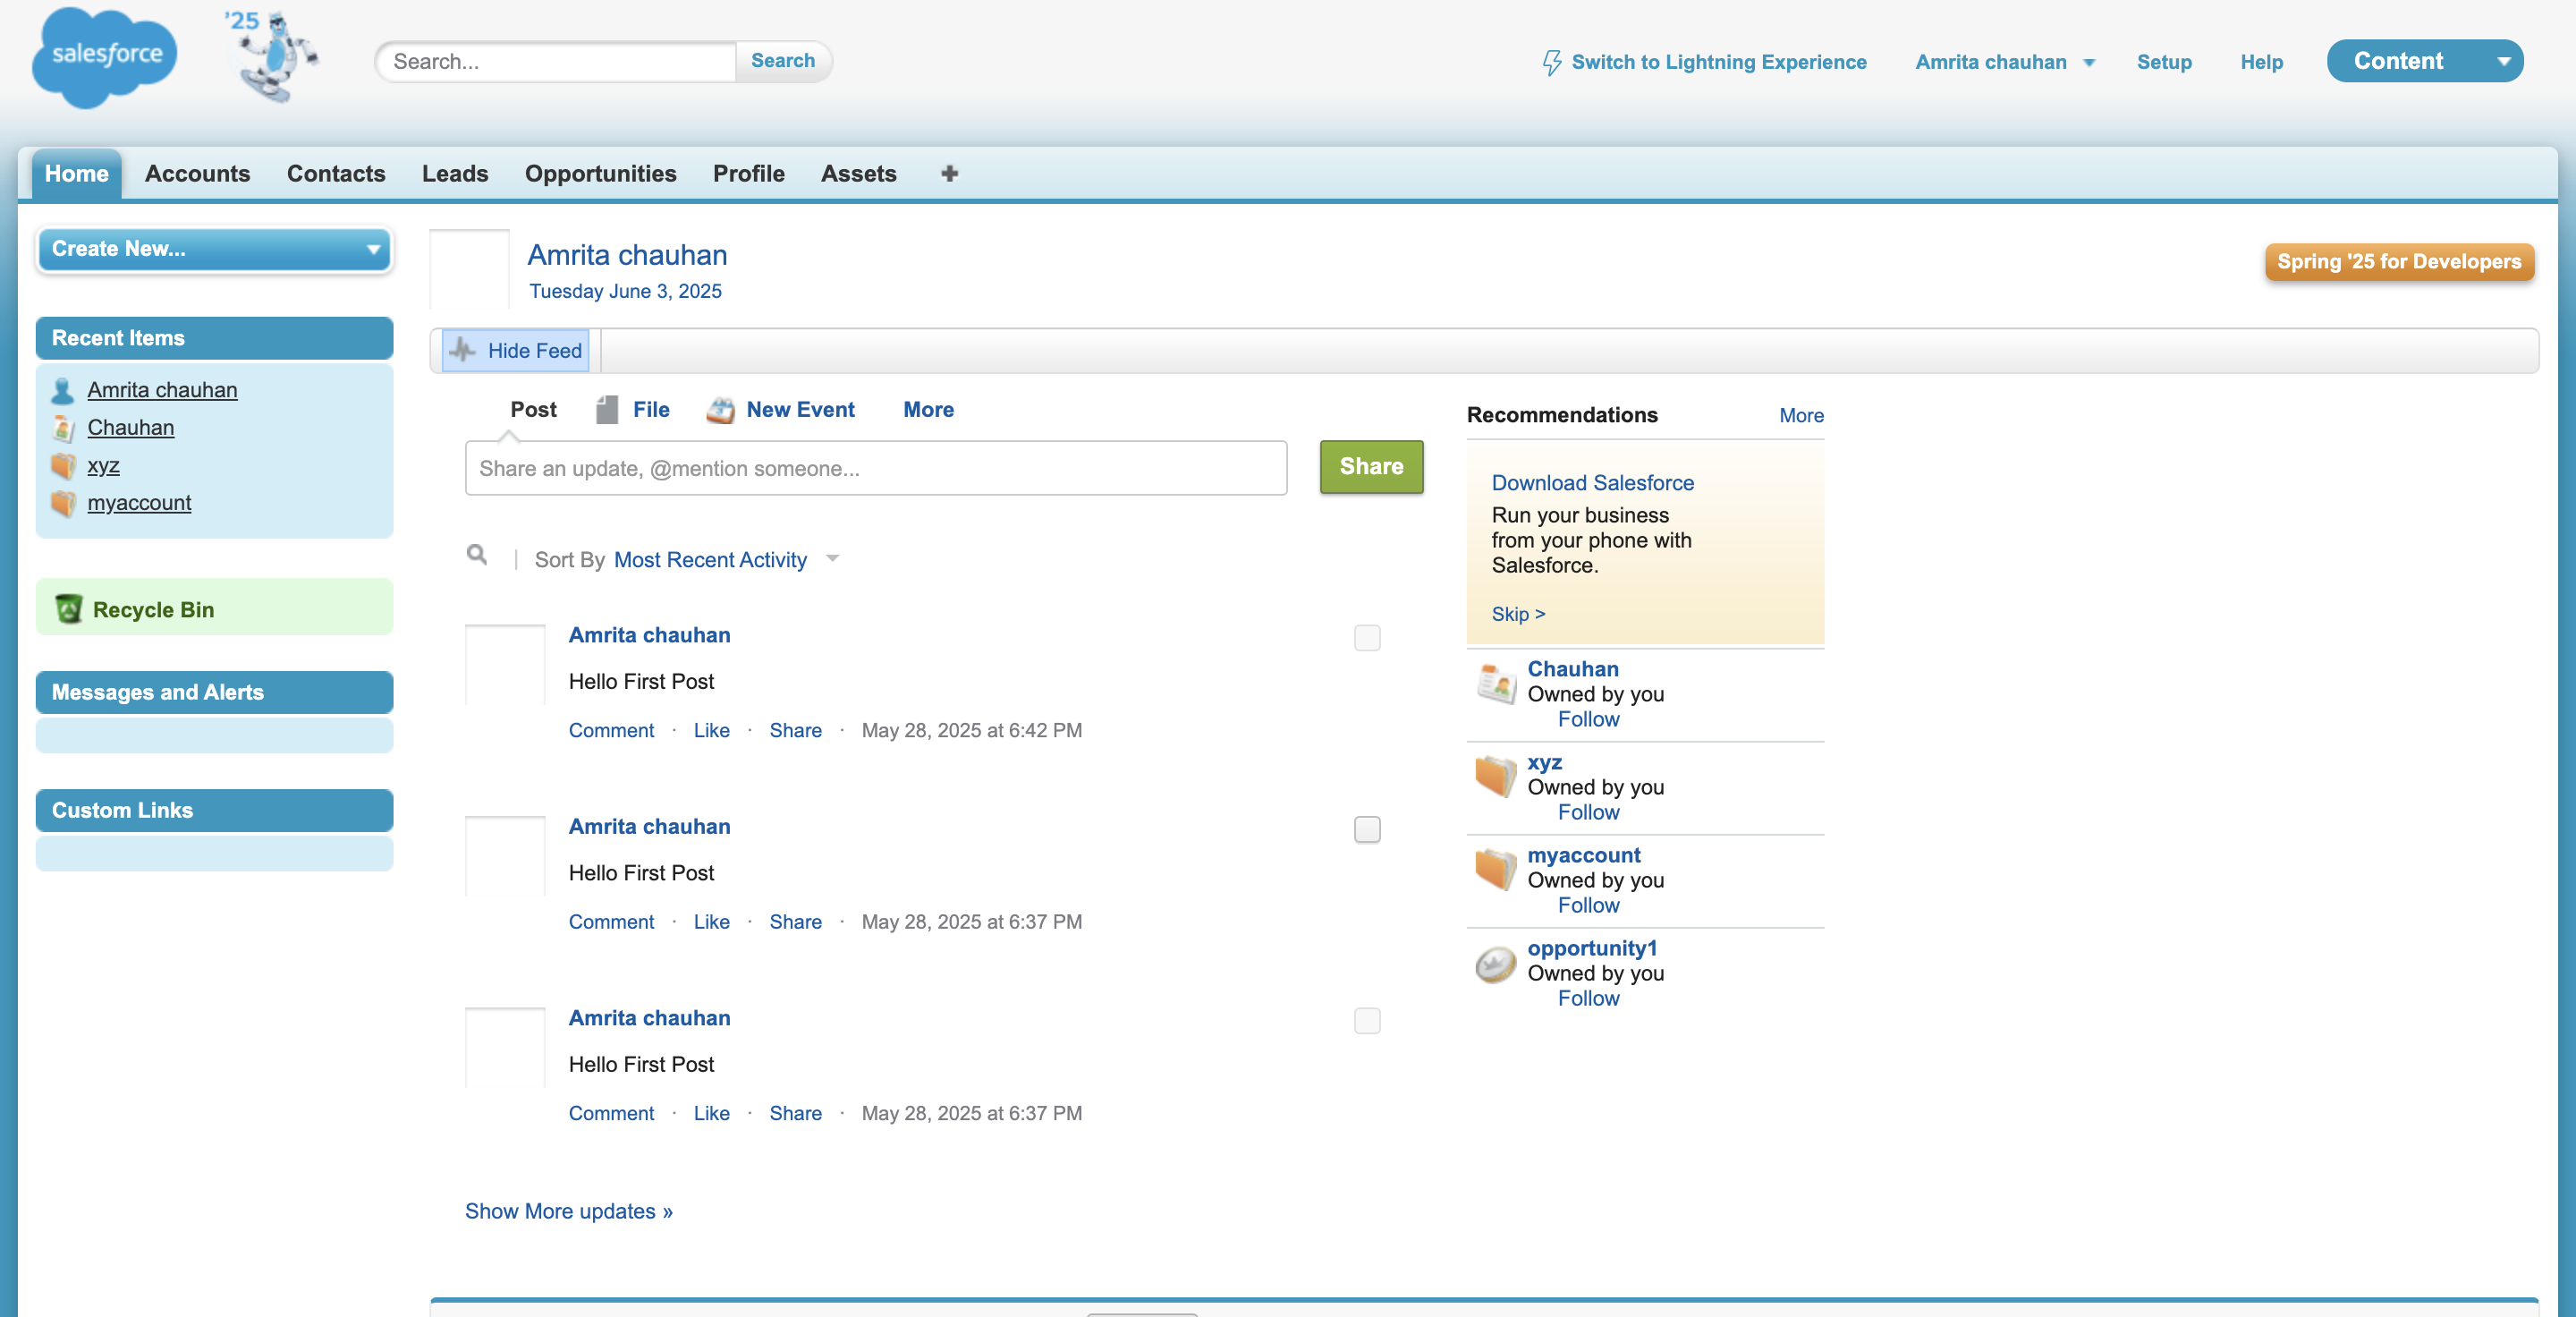 salesforce
'25
Search...
Search
Switch to Lightning Experience
Amrita chauhan
Setup
Help
Content
Home
Accounts
Contacts
Leads
Opportunities
Profile
Assets
Create New...
Recent Items
Amrita chauhan
Chauhan
xyz
myaccount
Recycle Bin
Messages and Alerts
Custom Links
Amrita chauhan
Tuesday June 3, 2025
Spring '25 for Developers
Hide Feed
Post
File
New Event
More
Share an update, @mention someone...
Share
| Sort By Most Recent Activity
Amrita chauhan
Hello First Post
Comment · Like · Share · May 28, 2025 at 6:42 PM
Amrita chauhan
Hello First Post
Comment · Like · Share · May 28, 2025 at 6:37 PM
Amrita chauhan
Hello First Post
Comment · Like · Share · May 28, 2025 at 6:37 PM
Show More updates »
Recommendations
More
Download Salesforce
Run your business
from your phone with
Salesforce.
Skip >
Chauhan
Owned by you
Follow
xyz
Owned by you
Follow
myaccount
Owned by you
Follow
opportunity1
Owned by you
Follow